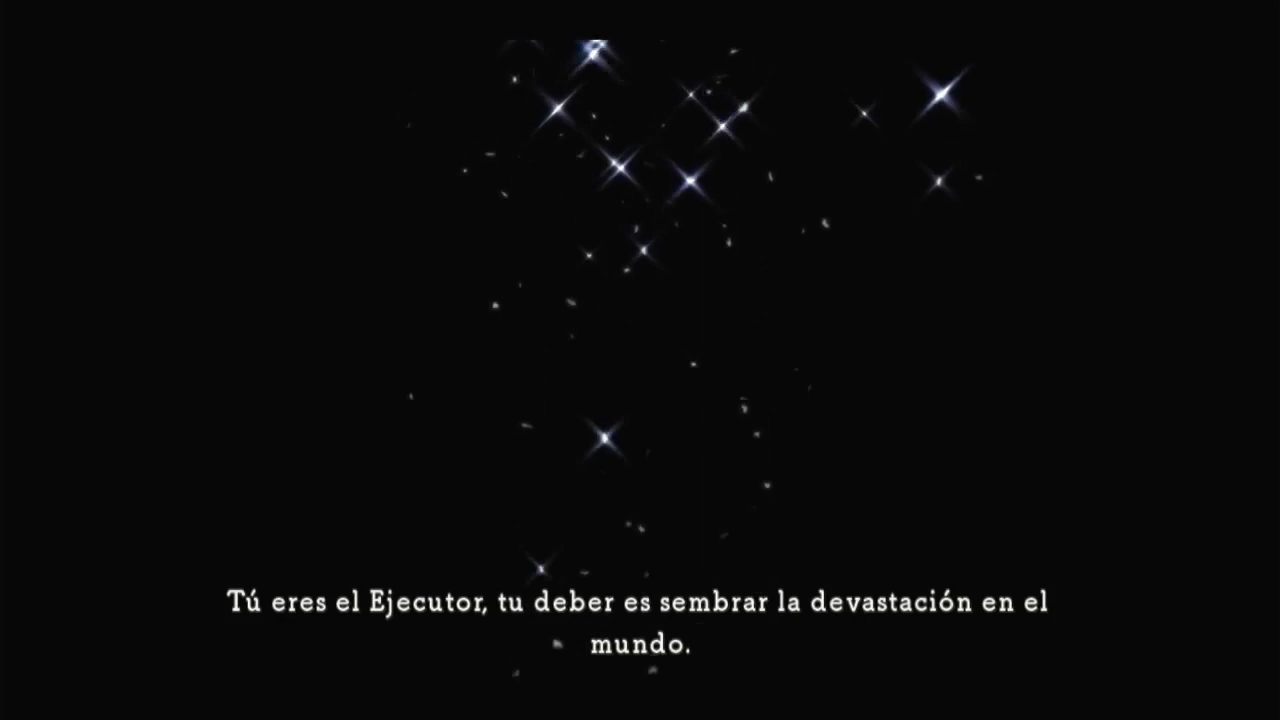 Tú eres el Ejecutor, tu deber es sembrar la devastación en el
mundo.